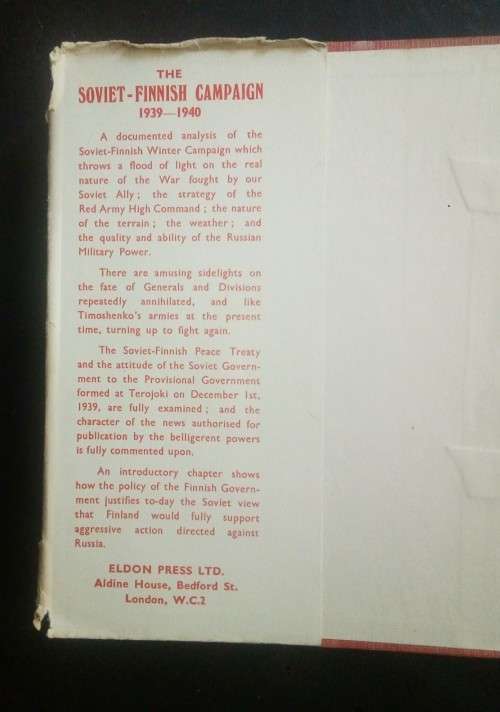 THE
SOVIET-FINNISH CAMPAIGN
1939—1940
A documented analysis of the
Soviet-Finnish Winter Campaign which
throws a flood of light on the real
nature of the War fought by our
Soviet Ally ; the strategy of the
Red Army High Command ; the nature
of the terrain ; the weather ; and
the quality and ability of the Russian
Military Power.
There are amusing sidelights on
the fate of Generals and Divisions
repeatedly annihilated, and like
Timoshenko's armies at the present
time, turning up to fight again.
The Soviet-Finnish Peace Treaty
and the attitude of the Soviet Govern-
ment to the Provisional Government
formed at Terojoki on December 1st,
1939, are fully examined ; and the
character of the news authorised for
publication by the belligerent powers
is fully commented upon.
An introductory chapter shows
how the policy of the Finnish Govern-
ment justifies to-day the Soviet view
that Finland would fully support
aggressive action directed against
Russia.
ELDON PRESS LTD.
Aldine House, Bedford St.
London, W.C.2